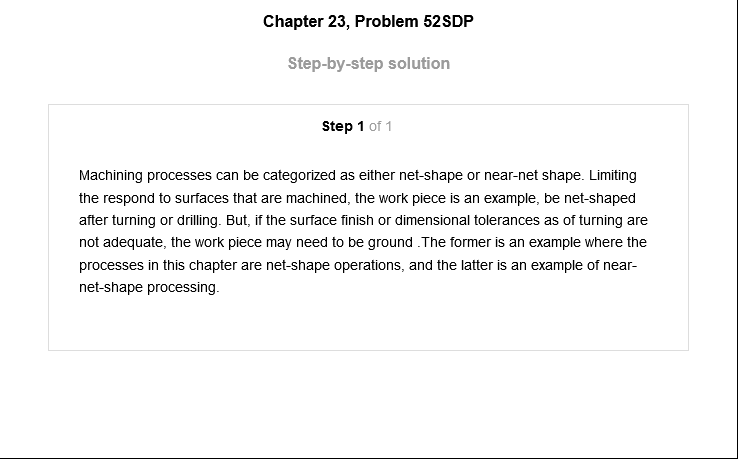 Chapter 23, Problem 52SDP
Step-by-step solution
Step 1 of 1
Machining processes can be categorized as either net-shape or near-net shape. Limiting
the respond to surfaces that are machined, the work piece is an example, be net-shaped
after turning or drilling. But, if the surface finish or dimensional tolerances as of turning are
not adequate, the work piece may need to be ground .The former is an example where the
processes in this chapter are net-shape operations, and the latter is an example of near-
net-shape processing.